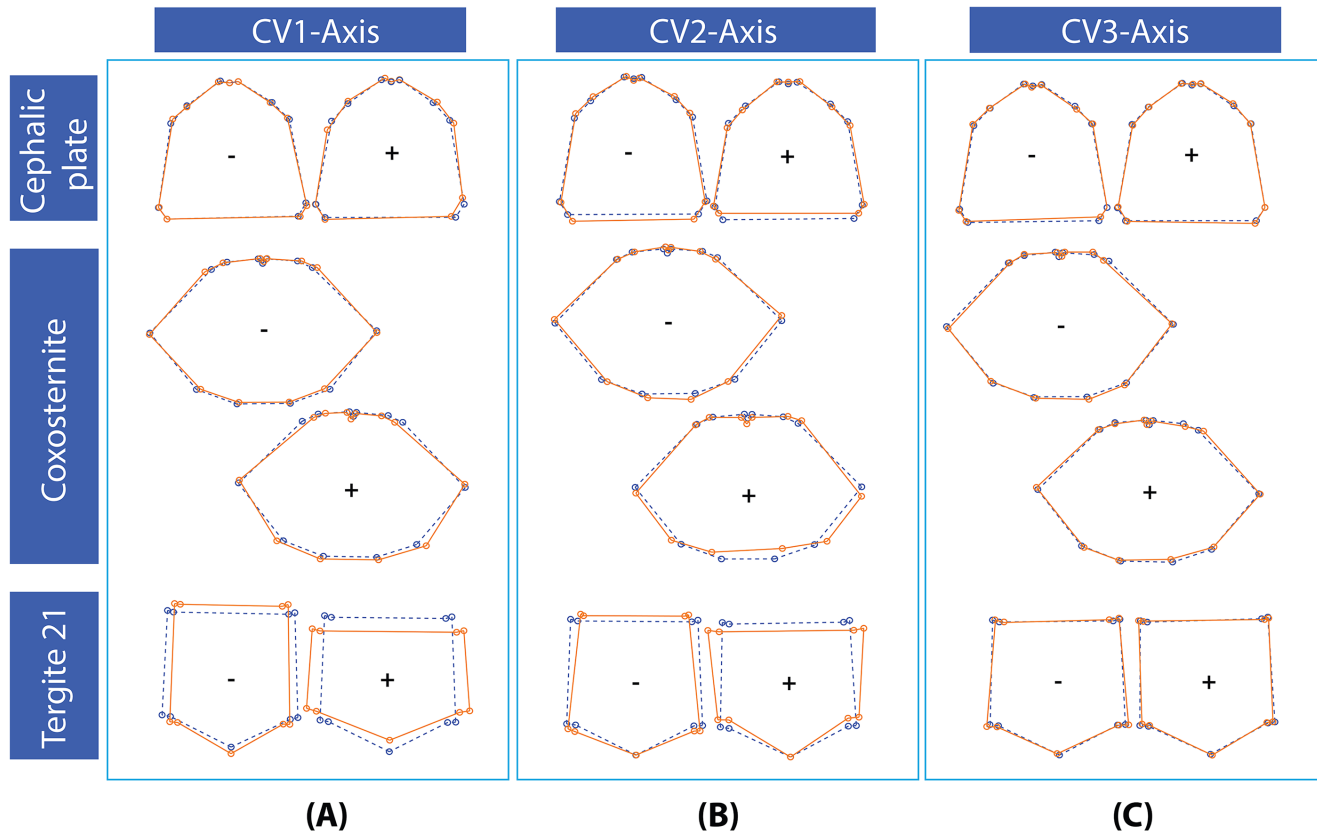 CV1-Axis CV2-Axis CV3-Axis
Cephalic
plate
- + - + - +
Coxosternite
- - -
+ + +
Tergite 21
- + - + - +
(A) (B) (C)